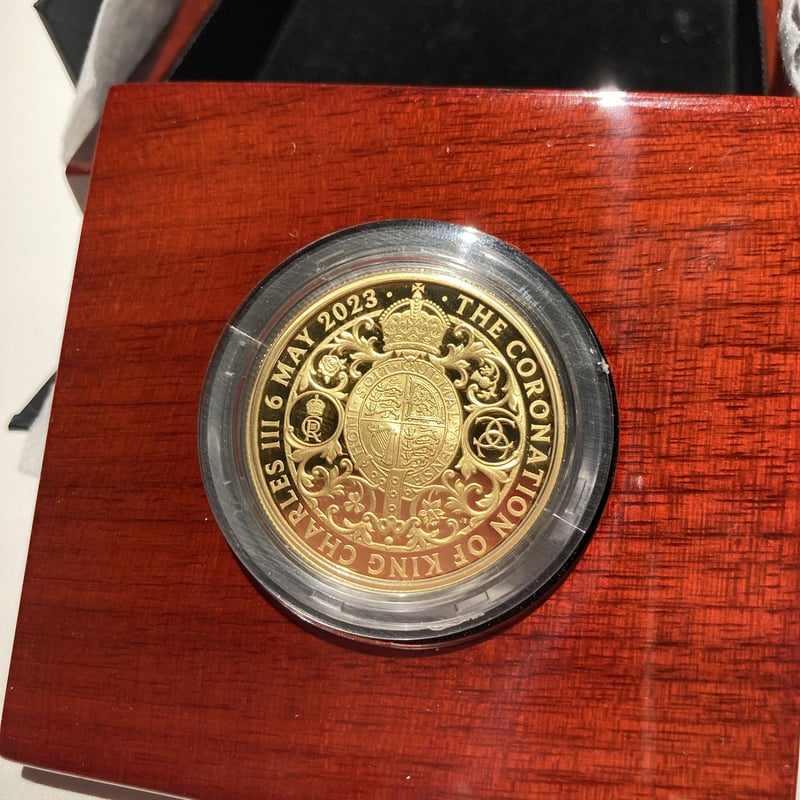 · THE CORONATION OF KING CHARLES III 6 MAY 2023 ·